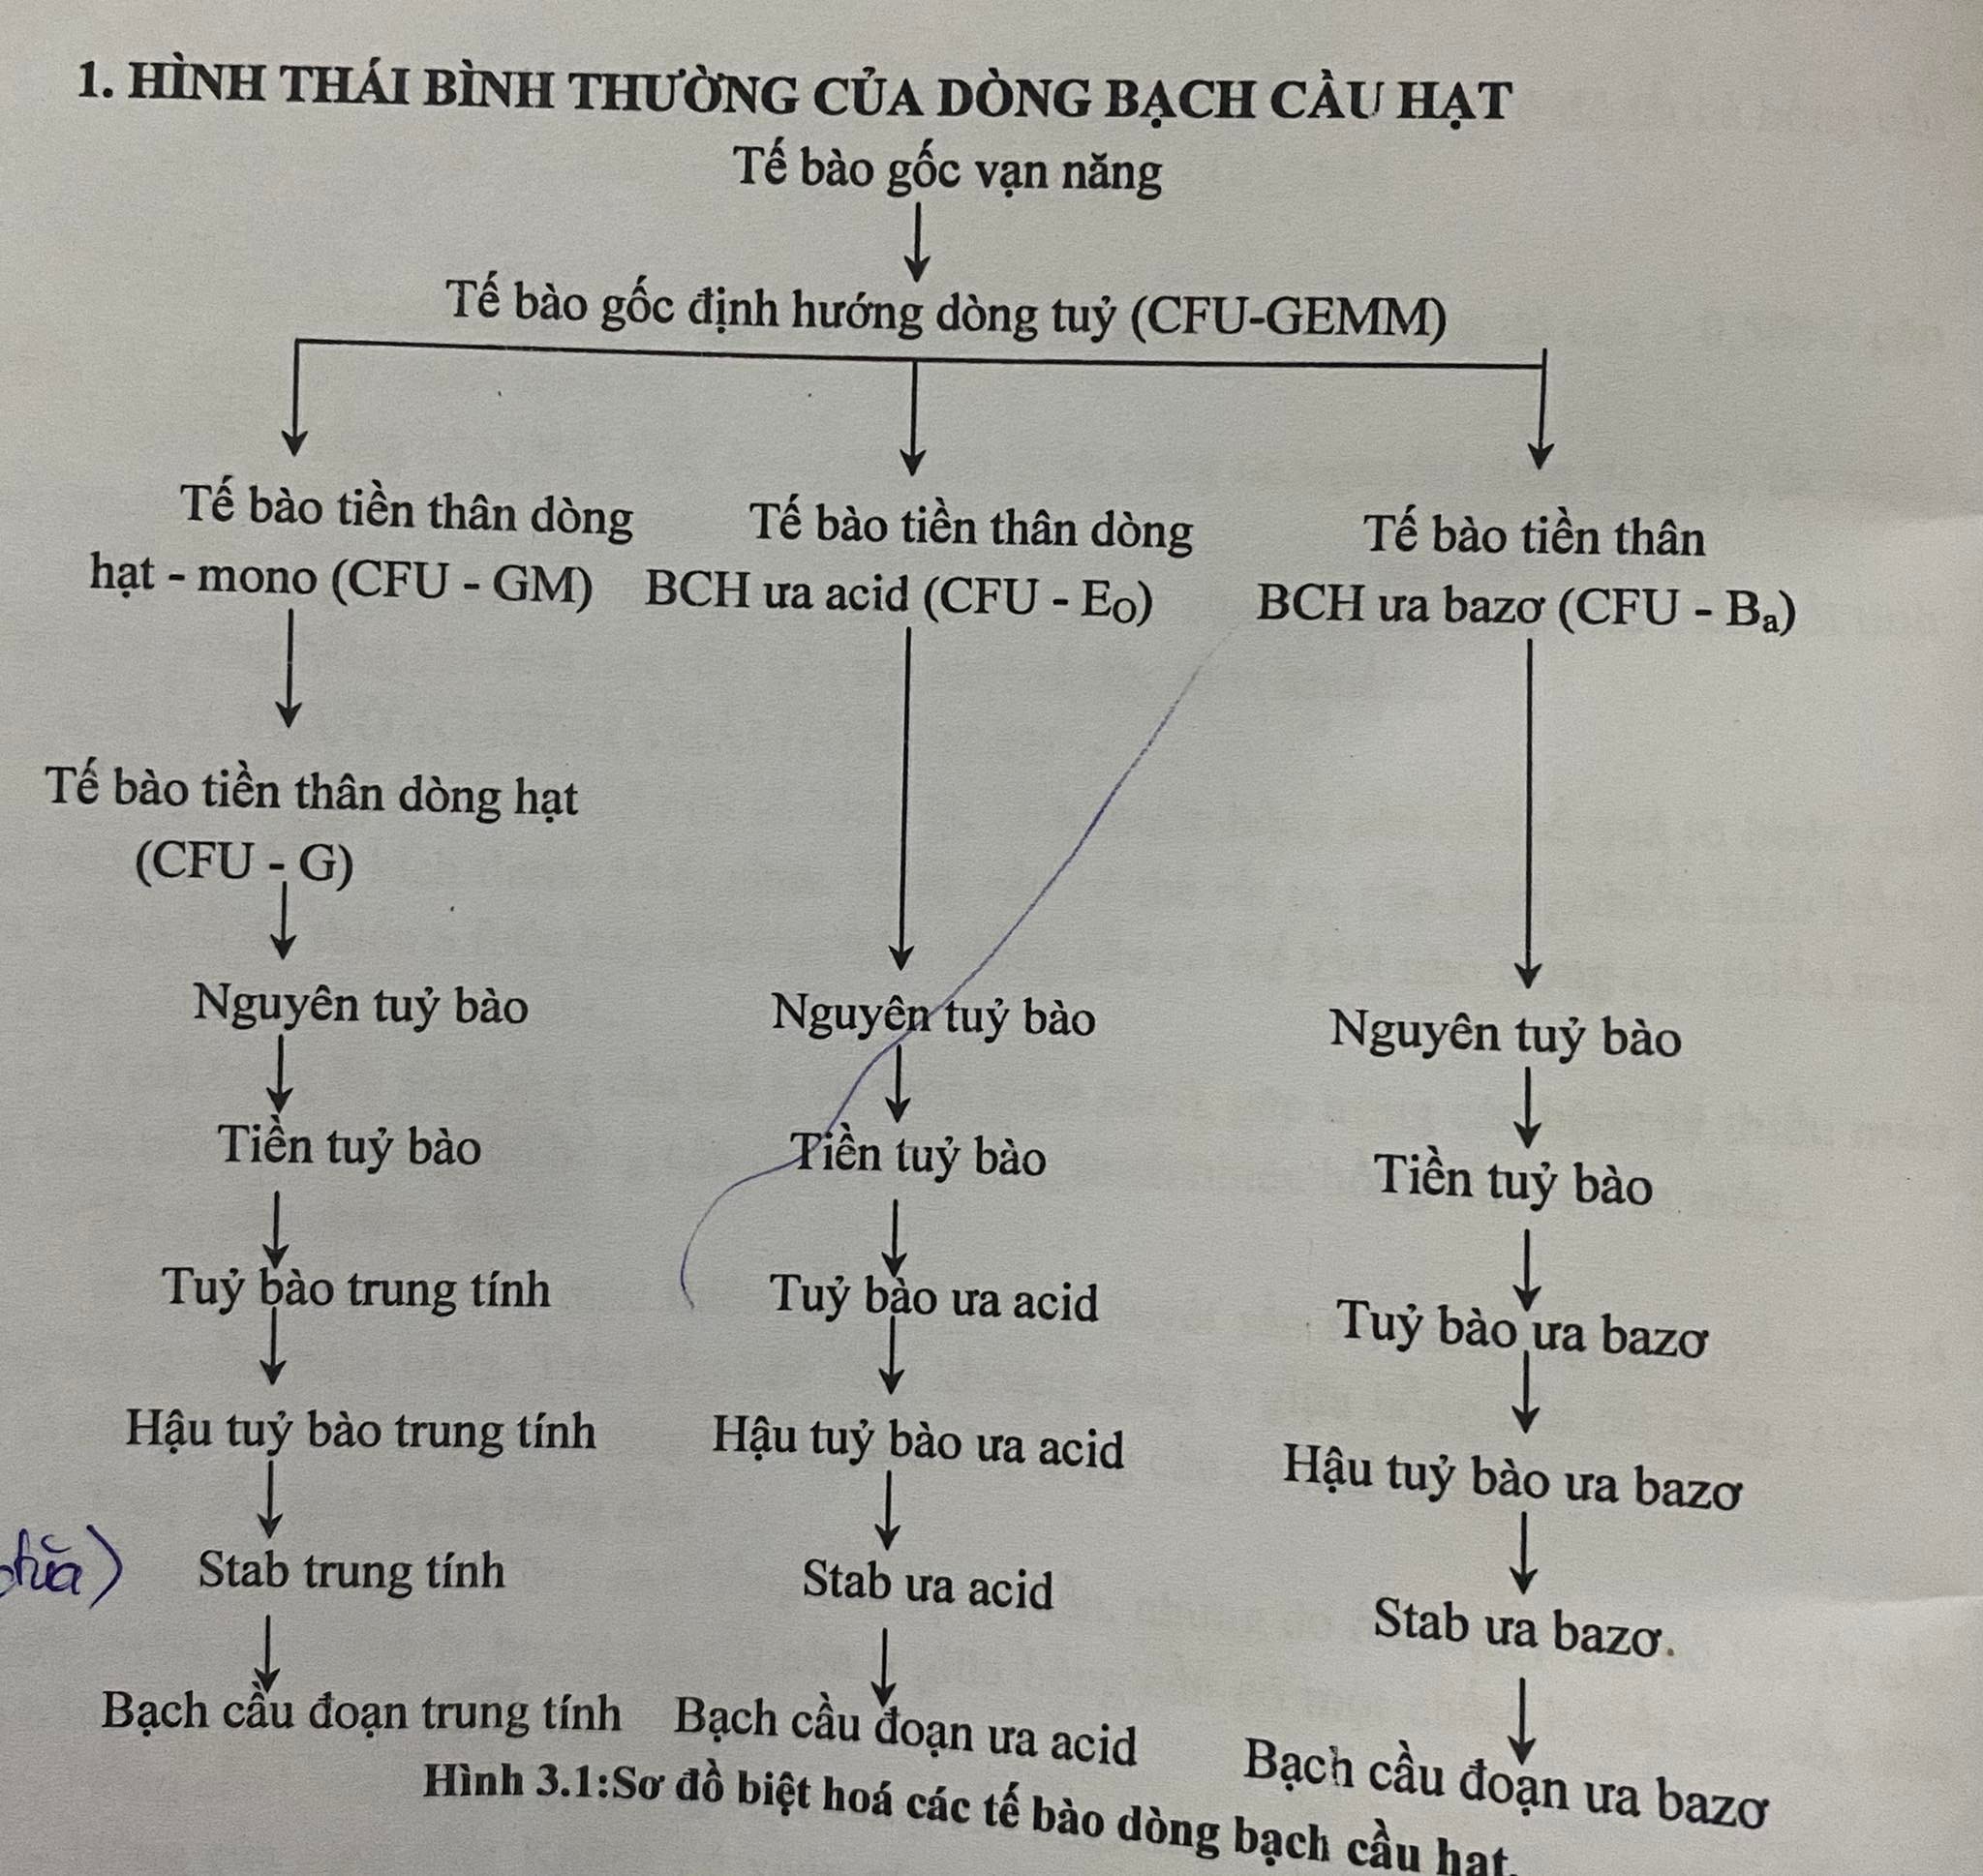 1. HÌNH THÁI BÌNH THƯỜNG CỦA DÒNG BẠCH CẦU HẠT
Tế bào gốc vạn năng
Tế bào gốc định hướng dòng tuỷ (CFU-GEMM)
Tế bào tiền thân dòng
hạt - mono (CFU - GM)
Tế bào tiền thân dòng
BCH ưa acid (CFU - EO)
Tế bào tiền thân
BCH ưa bazơ (CFU - Ba)
Tế bào tiền thân dòng hạt
(CFU - G)
Nguyên tuỷ bào
Nguyên tuỷ bào
Nguyên tuỷ bào
Tiền tuỷ bào
Tiền tuỷ bào
Tiền tuỷ bào
Tuỷ bào trung tính
Tuỷ bào ưa acid
Tuỷ bào ưa bazơ
Hậu tuỷ bào trung tính
Hậu tuỷ bào ưa acid
Hậu tuỷ bào ưa bazơ
Stab trung tính
Stab ưa acid
Stab ưa bazơ.
Bạch cầu đoạn trung tính
Bạch cầu đoạn ưa acid
Bạch cầu đoạn ưa bazơ
Hình 3.1:Sơ đồ biệt hoá các tế bào dòng bạch cầu hạt.